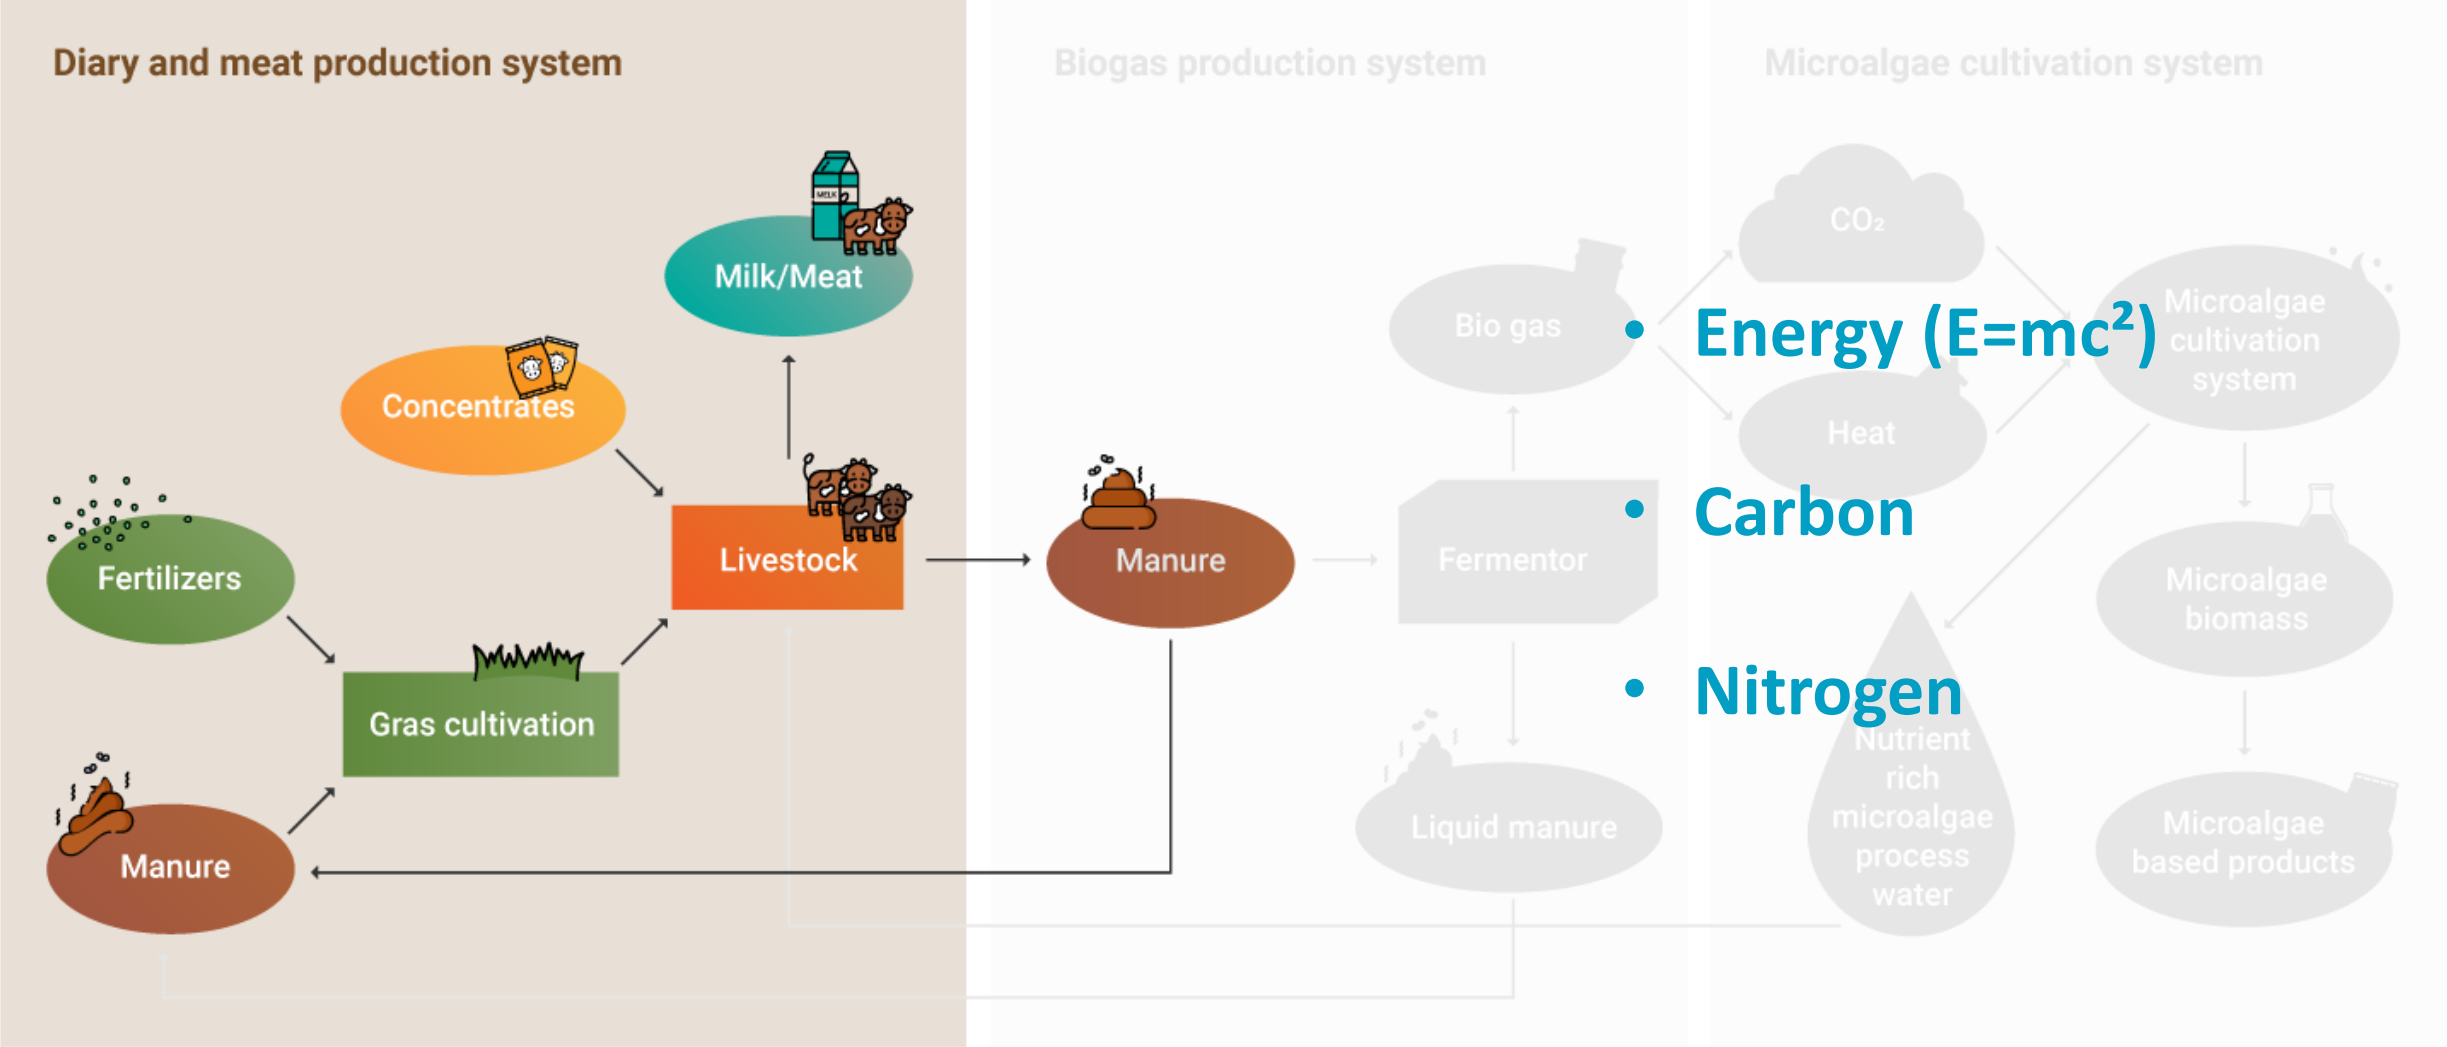 Diary and meat production system
Biogas production system
Microalgae cultivation system
MELK
Milk/Meat
Concentrates
Fertilizers
Livestock
Gras cultivation
Manure
Manure
Bio gas
Fermentor
Liquid manure
CO₂
Heat
Microalgae
cultivation
system
Microalgae
biomass
Microalgae
based products
Nutrient
rich
microalgae
process
water
• Energy (E=mc²)
• Carbon
• Nitrogen